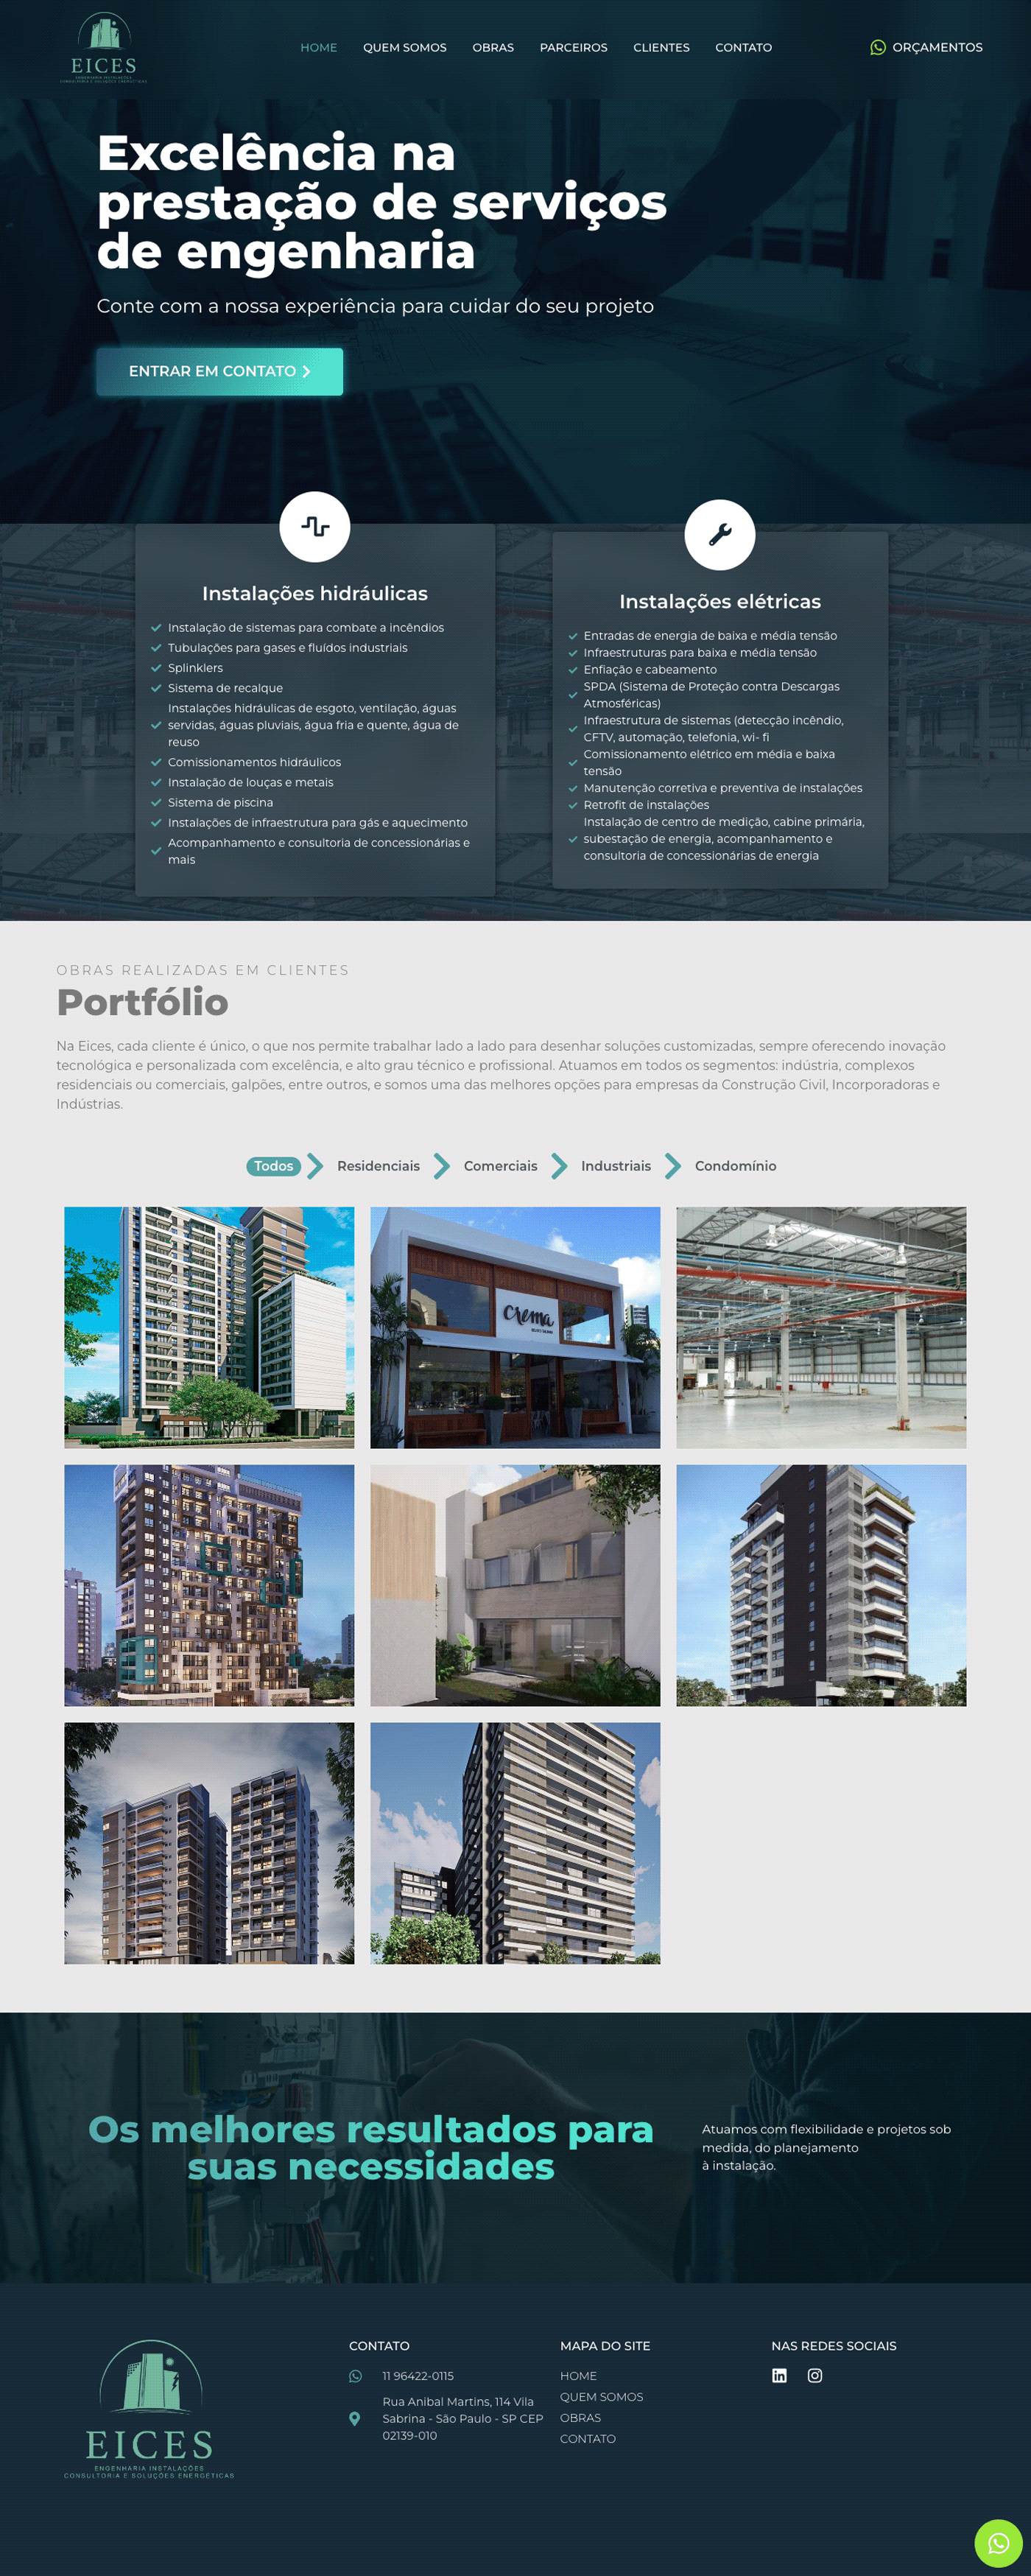 EICES
ENGENHARIA INSTALAÇÕES
CONSULTORIA E SOLUÇÕES ENERGÉTICAS
HOME
QUEM SOMOS
OBRAS
PARCEIROS
CLIENTES
CONTATO
ORÇAMENTOS
Excelência na
prestação de serviços
de engenharia
Conte com a nossa experiência para cuidar do seu projeto
ENTRAR EM CONTATO
Instalações hidráulicas
Instalação de sistemas para combate a incêndios
Tubulações para gases e fluídos industriais
Splinklers
Sistema de recalque
Instalações hidráulicas de esgoto, ventilação, águas
servidas, águas pluviais, água fria e quente, água de
reuso
Comissionamentos hidráulicos
Instalação de louças e metais
Sistema de piscina
Instalações de infraestrutura para gás e aquecimento
Acompanhamento e consultoria de concessionárias e
mais
Instalações elétricas
Entradas de energia de baixa e média tensão
Infraestruturas para baixa e média tensão
Enfiação e cabeamento
SPDA (Sistema de Proteção contra Descargas
Atmosféricas)
Infraestrutura de sistemas (detecção incêndio,
CFTV, automação, telefonia, wi- fi
Comissionamento elétrico em média e baixa
tensão
Manutenção corretiva e preventiva de instalações
Retrofit de instalações
Instalação de centro de medição, cabine primária,
subestação de energia, acompanhamento e
consultoria de concessionárias de energia
OBRAS REALIZADAS EM CLIENTES
Portfólio
Na Eices, cada cliente é único, o que nos permite trabalhar lado a lado para desenhar soluções customizadas, sempre oferecendo inovação
tecnológica e personalizada com excelência, e alto grau técnico e profissional. Atuamos em todos os segmentos: indústria, complexos
residenciais ou comerciais, galpões, entre outros, e somos uma das melhores opções para empresas da Construção Civil, Incorporadoras e
Indústrias.
Todos
Residenciais
Comerciais
Industriais
Condomínio
crema
Os melhores resultados para
suas necessidades
Atuamos com flexibilidade e projetos sob
medida, do planejamento
à instalação.
EICES
ENGENHARIA INSTALAÇÕES
CONSULTORIA E SOLUÇÕES ENERGÉTICAS
CONTATO
11 96422-0115
Rua Anibal Martins, 114 Vila
Sabrina - São Paulo - SP CEP
02139-010
MAPA DO SITE
HOME
QUEM SOMOS
OBRAS
CONTATO
NAS REDES SOCIAIS